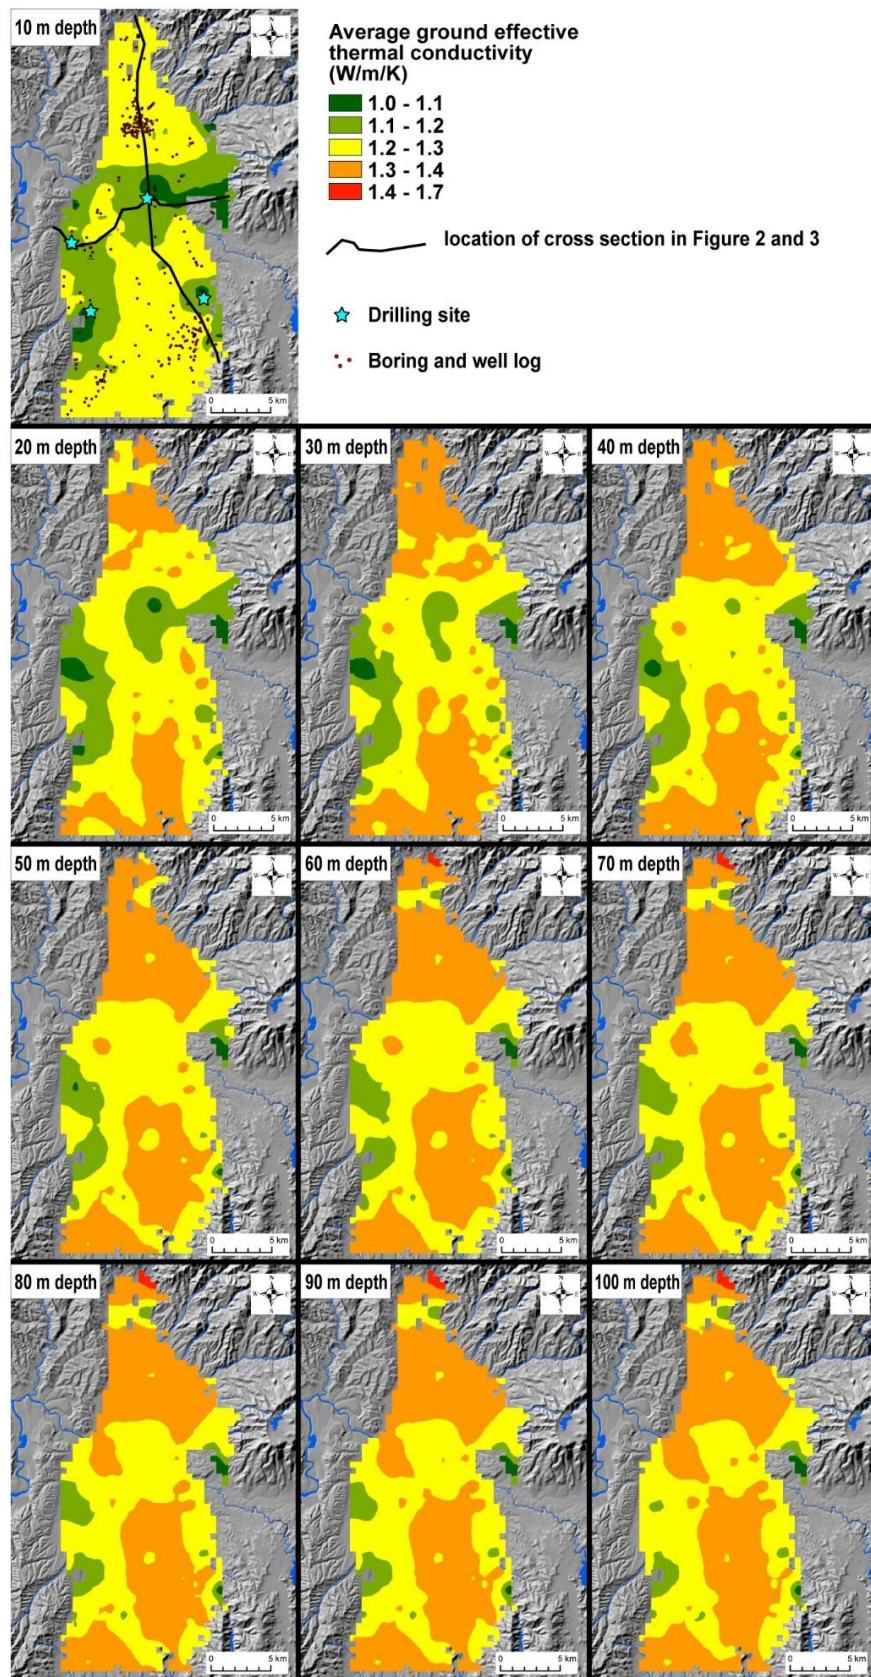 10 m depth
N
W E
S
0 5 km
Average ground effective
thermal conductivity
(W/m/K)
1.0 - 1.1
1.1 - 1.2
1.2 - 1.3
1.3 - 1.4
1.4 - 1.7
location of cross section in Figure 2 and 3
Drilling site
Boring and well log
20 m depth
N
W E
S
0 5 km
30 m depth
N
W E
S
0 5 km
40 m depth
N
W E
S
0 5 km
50 m depth
N
W E
S
0 5 km
60 m depth
N
W E
S
0 5 km
70 m depth
N
W E
S
0 5 km
80 m depth
N
W E
S
0 5 km
90 m depth
N
W E
S
0 5 km
100 m depth
N
W E
S
0 5 km